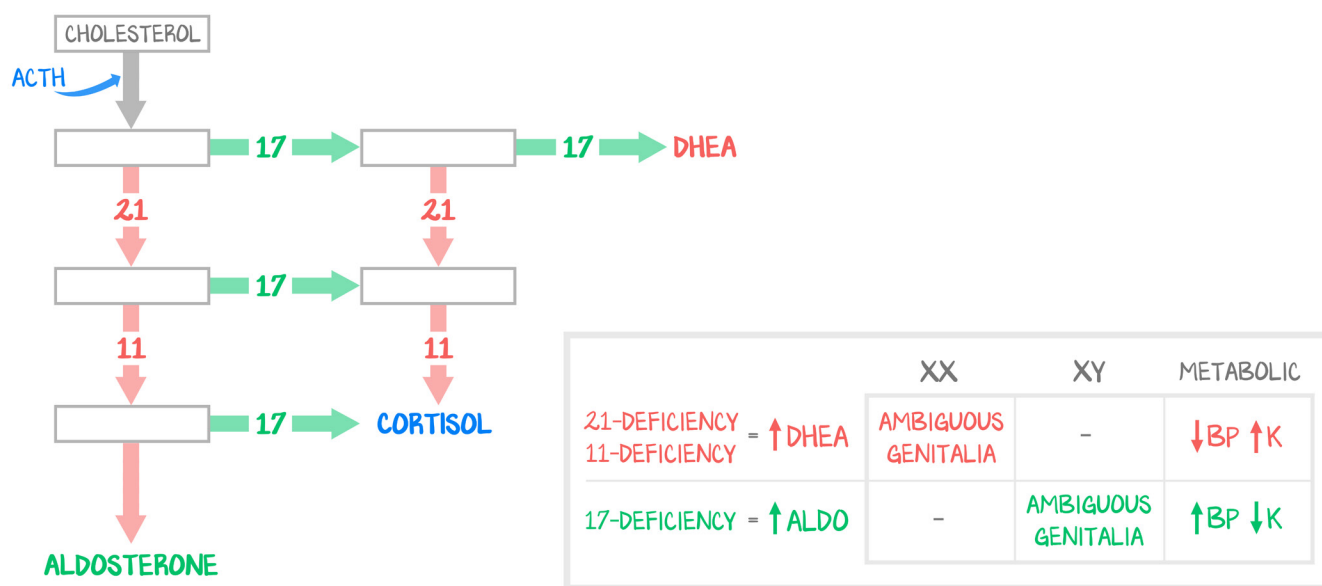 CHOLESTEROL
ACTH
17
17
DHEA
21
21
17
11
11
17
CORTISOL
ALDOSTERONE
XX
XY
METABOLIC
21-DEFICIENCY
11-DEFICIENCY
= ↑ DHEA
AMBIGUOUS
GENITALIA
-
↓BP ↑K
17-DEFICIENCY = ↑ ALDO
-
AMBIGUOUS
GENITALIA
↑BP ↓K